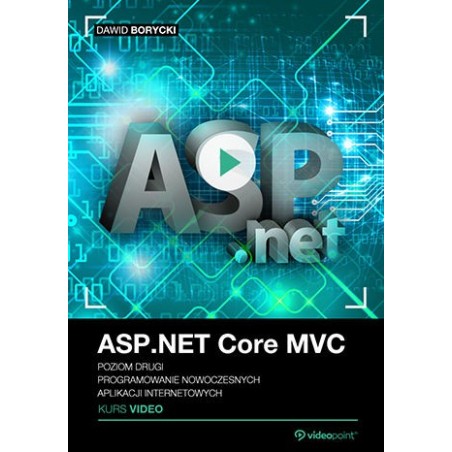 DAWID BORYCKI
ASP
.net
ASP.NET Core MVC
POZIOM DRUGI
PROGRAMOWANIE NOWOCZESNYCH
APLIKACJI INTERNETOWYCH
KURS VIDEO
videopoint